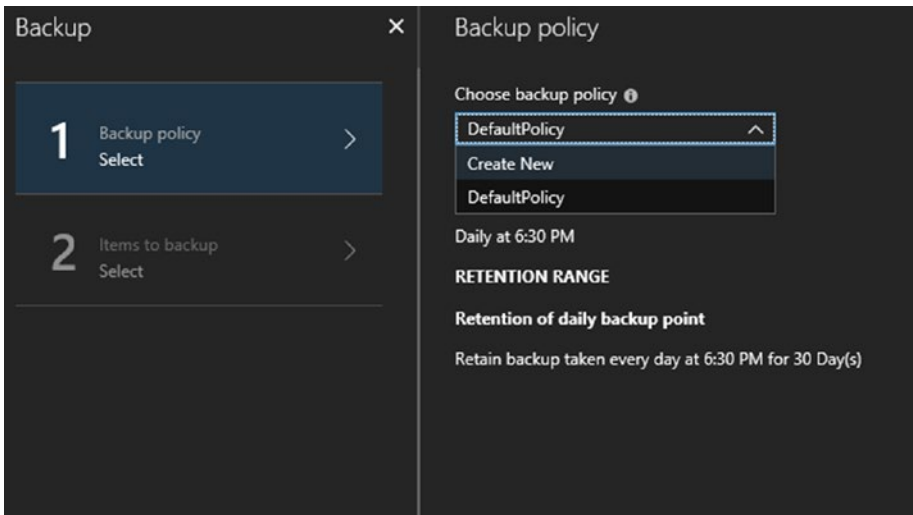 Backup
1
Backup policy
Select
2
Items to backup
Select
Backup policy
Choose backup policy
DefaultPolicy
Create New
DefaultPolicy
Daily at 6:30 PM
RETENTION RANGE
Retention of daily backup point
Retain backup taken every day at 6:30 PM for 30 Day(s)